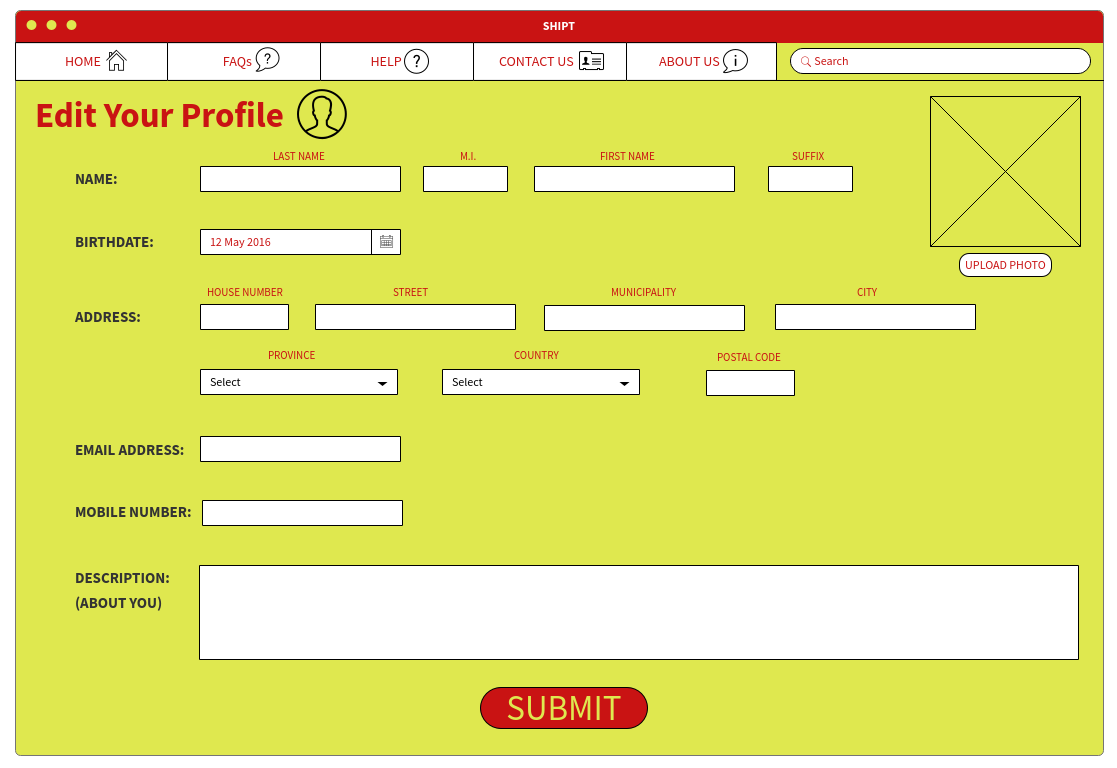 SHIPT
HOME
FAQs
?
HELP
?
CONTACT US
ABOUT US
i
Search
Edit Your Profile
LAST NAME
M.I.
FIRST NAME
SUFFIX
NAME:
BIRTHDATE:
12 May 2016
UPLOAD PHOTO
HOUSE NUMBER
STREET
MUNICIPALITY
CITY
ADDRESS:
PROVINCE
COUNTRY
POSTAL CODE
Select
Select
EMAIL ADDRESS:
MOBILE NUMBER:
DESCRIPTION:
(ABOUT YOU)
SUBMIT